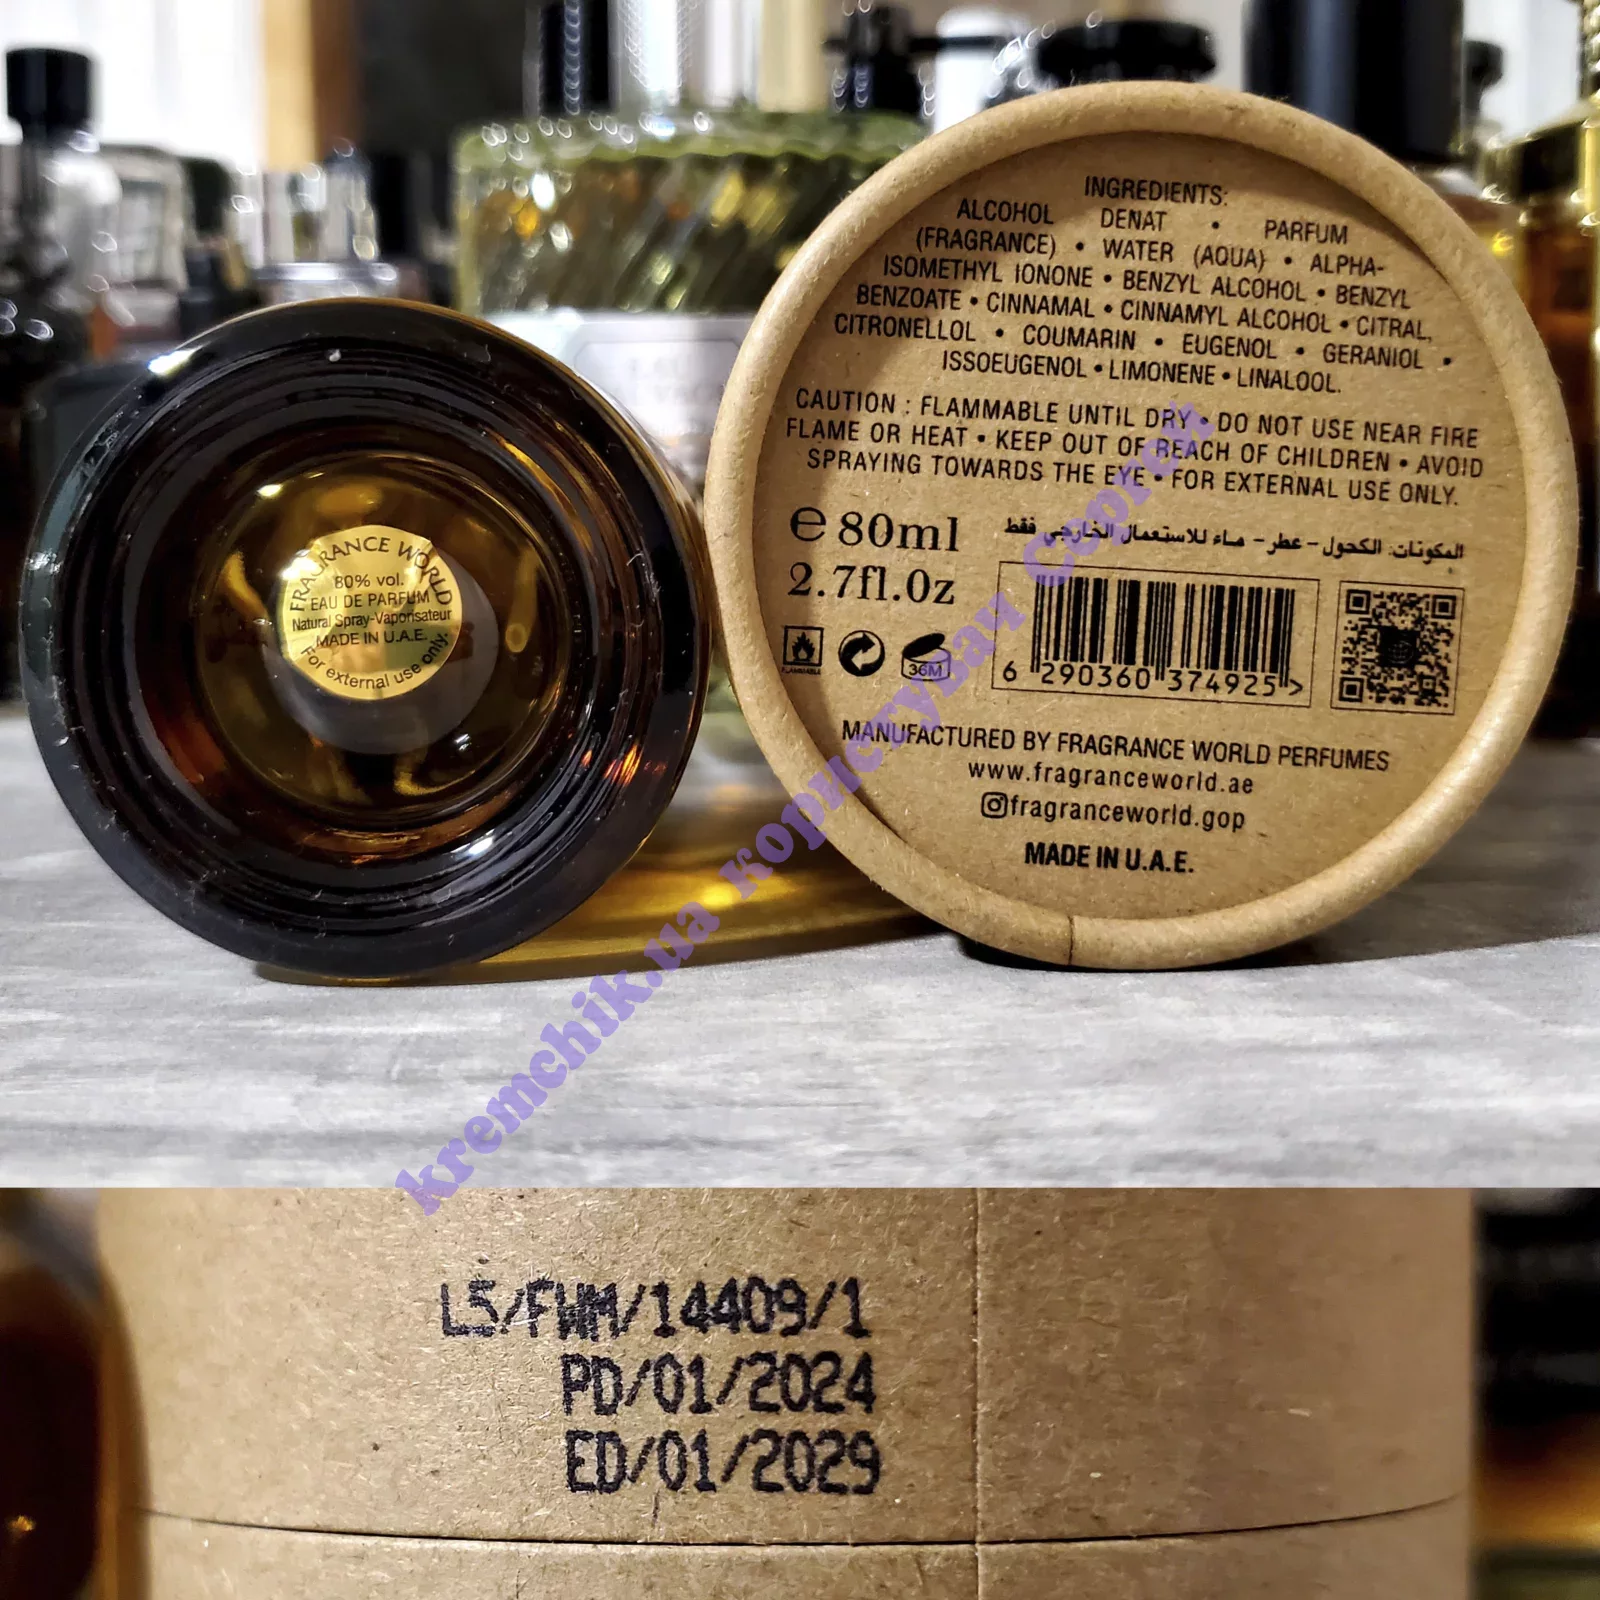 FRAGRANCE WORLD
80% vol.
EAU DE PARFUM
Natural Spray-Vaporisateur
MADE IN U.A.E.
For external use only.
INGREDIENTS:
ALCOHOL DENAT • PARFUM
(FRAGRANCE) • WATER (AQUA) • ALPHA-
ISOMETHYL IONONE • BENZYL ALCOHOL • BENZYL
BENZOATE • CINNAMAL • CINNAMYL ALCOHOL • CITRAL,
CITRONELLOL • COUMARIN • EUGENOL • GERANIOL •
ISSOEUGENOL • LIMONENE • LINALOOL.
CAUTION : FLAMMABLE UNTIL DRY • DO NOT USE NEAR FIRE
FLAME OR HEAT • KEEP OUT OF REACH OF CHILDREN • AVOID
SPRAYING TOWARDS THE EYE • FOR EXTERNAL USE ONLY.
℮ 80ml
2.7fl.0z
المكونات: الكحول - عطر - ماء للاستعمال الخارجي فقط
FLAMMABLE
36M
6 290360 374925 >
MANUFACTURED BY FRAGRANCE WORLD PERFUMES
www.fragranceworld.ae
fragranceworld.gop
MADE IN U.A.E.
kremchik.ua користувач
L5/FWM/14409/1
PD/01/2024
ED/01/2029